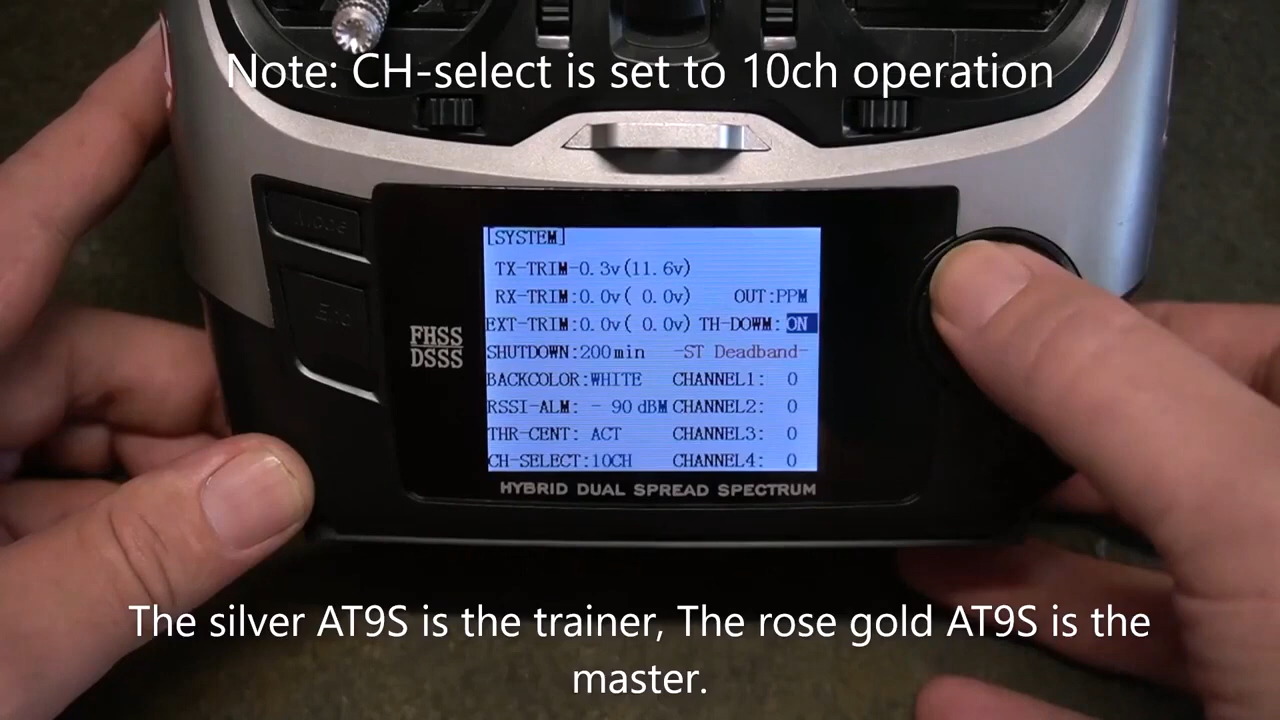 Note: CH-select is set to 10ch operation
Mode
End
[SYSTEM]
TX-TRIM-0.3v(11.6v)
RX-TRIM:0.0v( 0.0v) OUT:PPM
EXT-TRIM:0.0v( 0.0v) TH-DOWM:ON
SHUTDOWN:200min -ST Deadband-
BACKCOLOR:WHITE CHANNEL1: 0
RSSI-ALM: - 90 dBM CHANNEL2: 0
THR-CENT: ACT CHANNEL3: 0
CH-SELECT:10CH CHANNEL4: 0
FHSS
DSSS
HYBRID DUAL SPREAD SPECTRUM
The silver AT9S is the trainer, The rose gold AT9S is the
master.